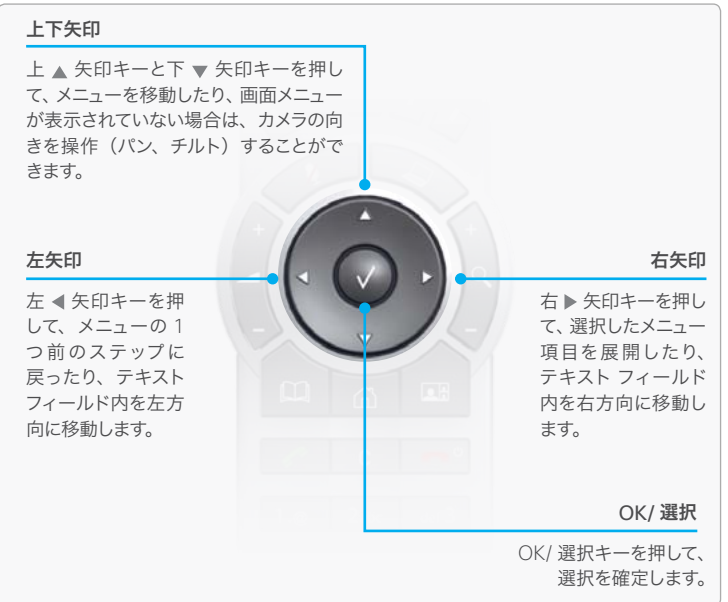 上下矢印
上 ▲ 矢印キーと下 ▼ 矢印キーを押し
て、メニューを移動したり、画面メニュー
が表示されていない場合は、カメラの向
きを操作（パン、チルト）することがで
きます。
左矢印
左 ◀ 矢印キーを押
して、メニューの 1
つ前のステップに
戻ったり、テキスト
フィールド内を左方
向に移動します。
右矢印
右 ▶ 矢印キーを押し
て、選択したメニュー
項目を展開したり、
テキスト フィールド
内を右方向に移動し
ます。
OK/ 選択
OK/ 選択キーを押して、
選択を確定します。